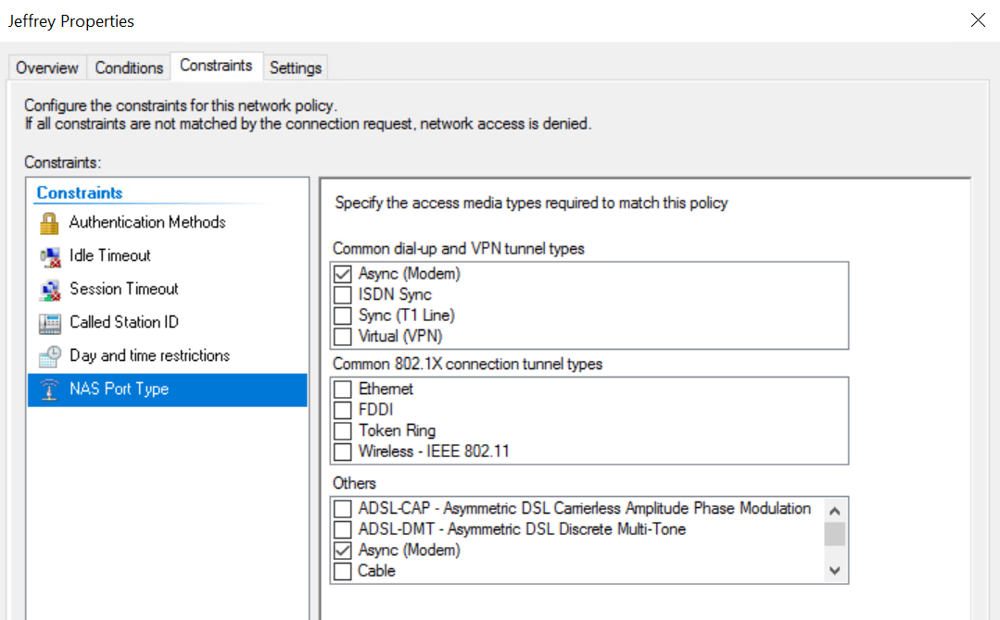 Jeffrey Properties
Overview Conditions Constraints Settings
Configure the constraints for this network policy.
If all constraints are not matched by the connection request, network access is denied.
Constraints:
Constraints
Authentication Methods
Idle Timeout
Session Timeout
Called Station ID
Day and time restrictions
NAS Port Type
Specify the access media types required to match this policy
Common dial-up and VPN tunnel types
Async (Modem)
ISDN Sync
Sync (T1 Line)
Virtual (VPN)
Common 802.1X connection tunnel types
Ethernet
FDDI
Token Ring
Wireless - IEEE 802.11
Others
ADSL-CAP - Asymmetric DSL Carrierless Amplitude Phase Modulation
ADSL-DMT - Asymmetric DSL Discrete Multi-Tone
Async (Modem)
Cable